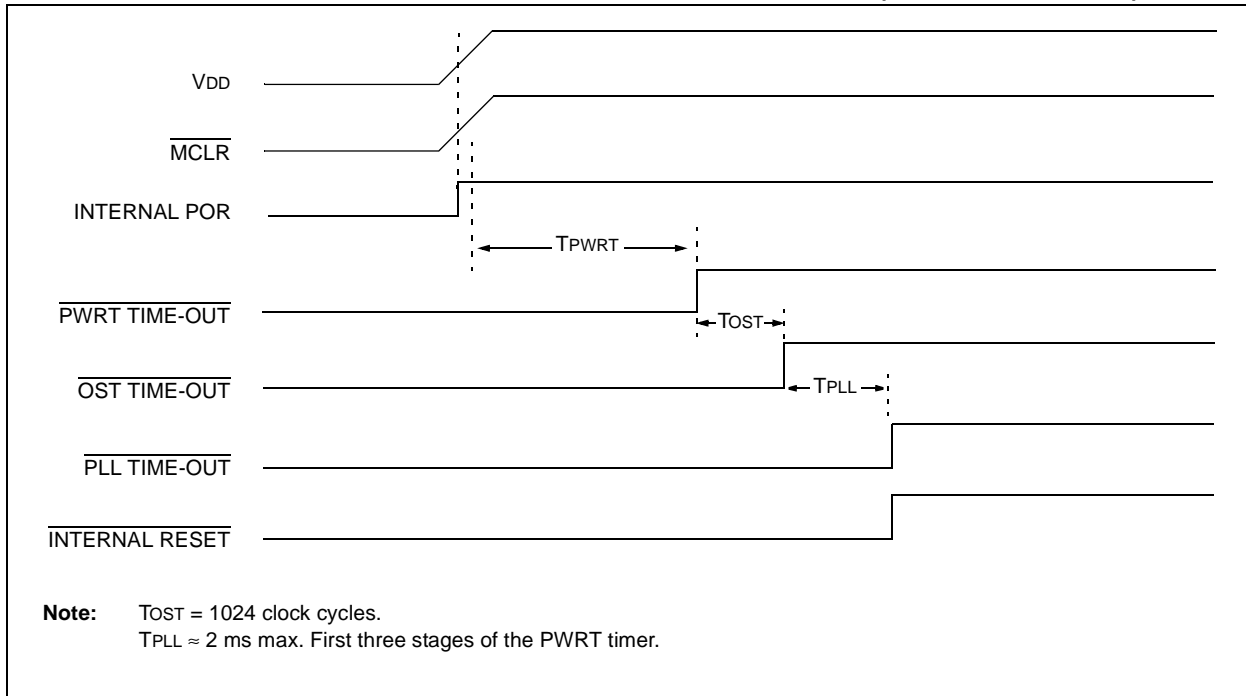 VDD
MCLR
INTERNAL POR
TPWRT
PWRT TIME-OUT
TOST
OST TIME-OUT
TPLL
PLL TIME-OUT
INTERNAL RESET
Note: TOST = 1024 clock cycles.
TPLL ≈ 2 ms max. First three stages of the PWRT timer.